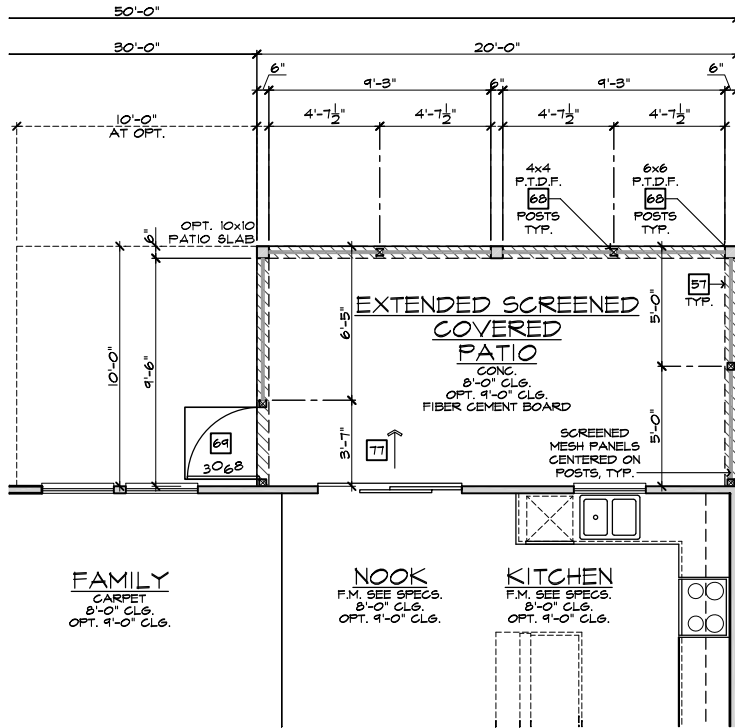 50'-0"
30'-0"
20'-0"
6"
9'-3"
6"
9'-3"
6"
10'-0"
AT OPT.
4'-7½"
4'-7½"
4'-7½"
4'-7½"
4x4
P.T.D.F.
68
POSTS
TYP.
6x6
P.T.D.F.
68
POSTS
TYP.
OPT. 10x10
PATIO SLAB
6"
10'-0"
9'-6"
6'-5"
3'-7"
5'-0"
5'-0"
57
TYP.
EXTENDED SCREENED
COVERED
PATIO
CONC.
8'-0" CLG.
OPT. 9'-0" CLG.
FIBER CEMENT BOARD
69
3068
77
SCREENED
MESH PANELS
CENTERED ON
POSTS, TYP.
FAMILY
CARPET
8'-0" CLG.
OPT. 9'-0" CLG.
NOOK
F.M. SEE SPECS.
8'-0" CLG.
OPT. 9'-0" CLG.
KITCHEN
F.M. SEE SPECS.
8'-0" CLG.
OPT. 9'-0" CLG.